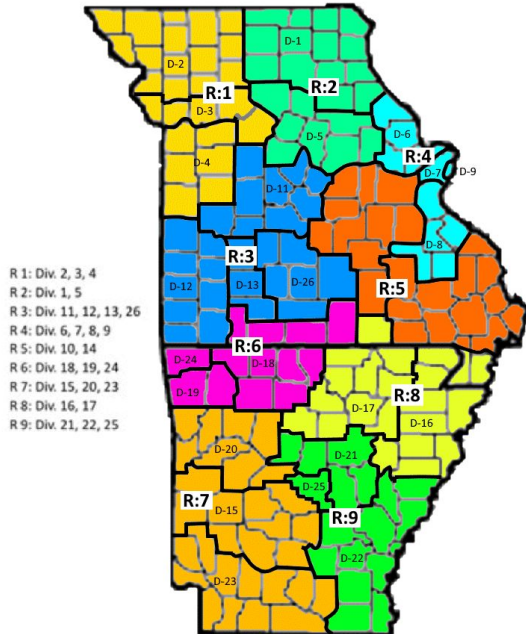 D-1
D-2
R:1
R:2
D-3
D-6
D-5
R:4
D-4
D-7
D-9
D-11
D-8
R:3
D-12
D-13
D-26
R:5
R 1: Div. 2, 3, 4
R 2: Div. 1, 5
R 3: Div. 11, 12, 13, 26
R 4: Div. 6, 7, 8, 9
R 5: Div. 10, 14
R 6: Div. 18, 19, 24
R 7: Div. 15, 20, 23
R 8: Div. 16, 17
R 9: Div. 21, 22, 25
R:6
D-24
D-18
D-19
R:8
D-17
D-16
D-20
D-21
D-25
R:7
D-15
R:9
D-22
D-23